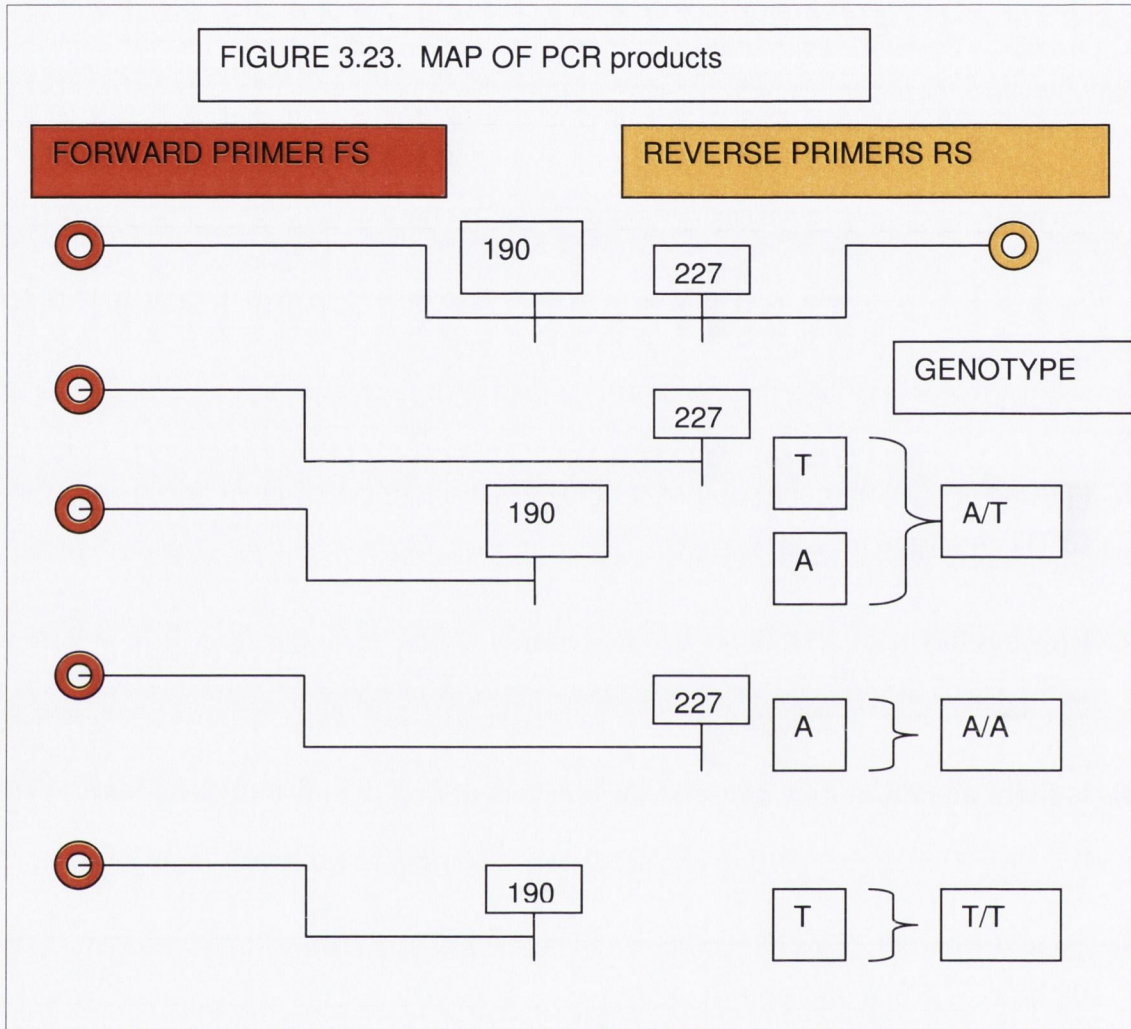 FIGURE 3.23. MAP OF PCR products
FORWARD PRIMER FS
REVERSE PRIMERS RS
190
227
GENOTYPE
227
T
190
A/T
A
227
A
A/A
190
T
T/T